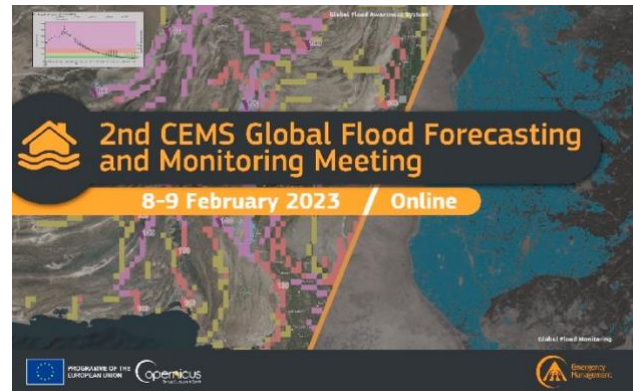 Global Flood Awareness System
2nd CEMS Global Flood Forecasting
and Monitoring Meeting
8-9 February 2023 / Online
Global Flood Monitoring
PROGRAMME OF THE
EUROPEAN UNION
Copernicus
Emergency
Management